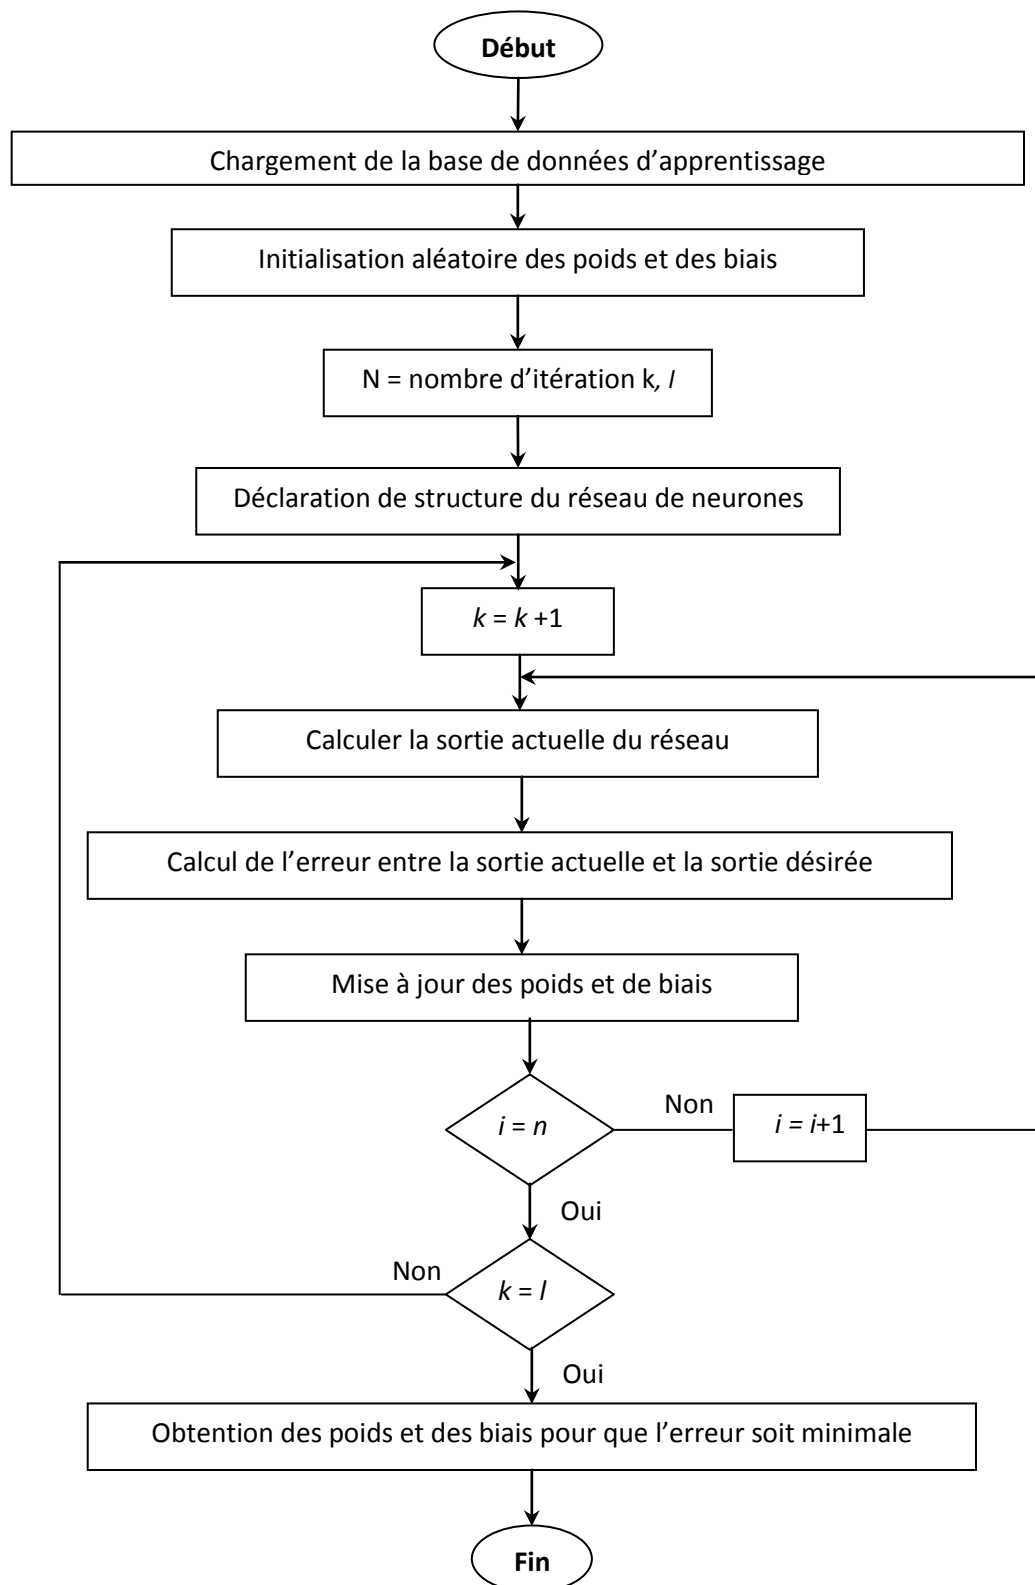 Début
Chargement de la base de données d’apprentissage
Initialisation aléatoire des poids et des biais
N = nombre d’itération k, l
Déclaration de structure du réseau de neurones
k = k +1
Calculer la sortie actuelle du réseau
Calcul de l’erreur entre la sortie actuelle et la sortie désirée
Mise à jour des poids et de biais
i = n
Non
i = i+1
Oui
Non
k = l
Oui
Obtention des poids et des biais pour que l’erreur soit minimale
Fin